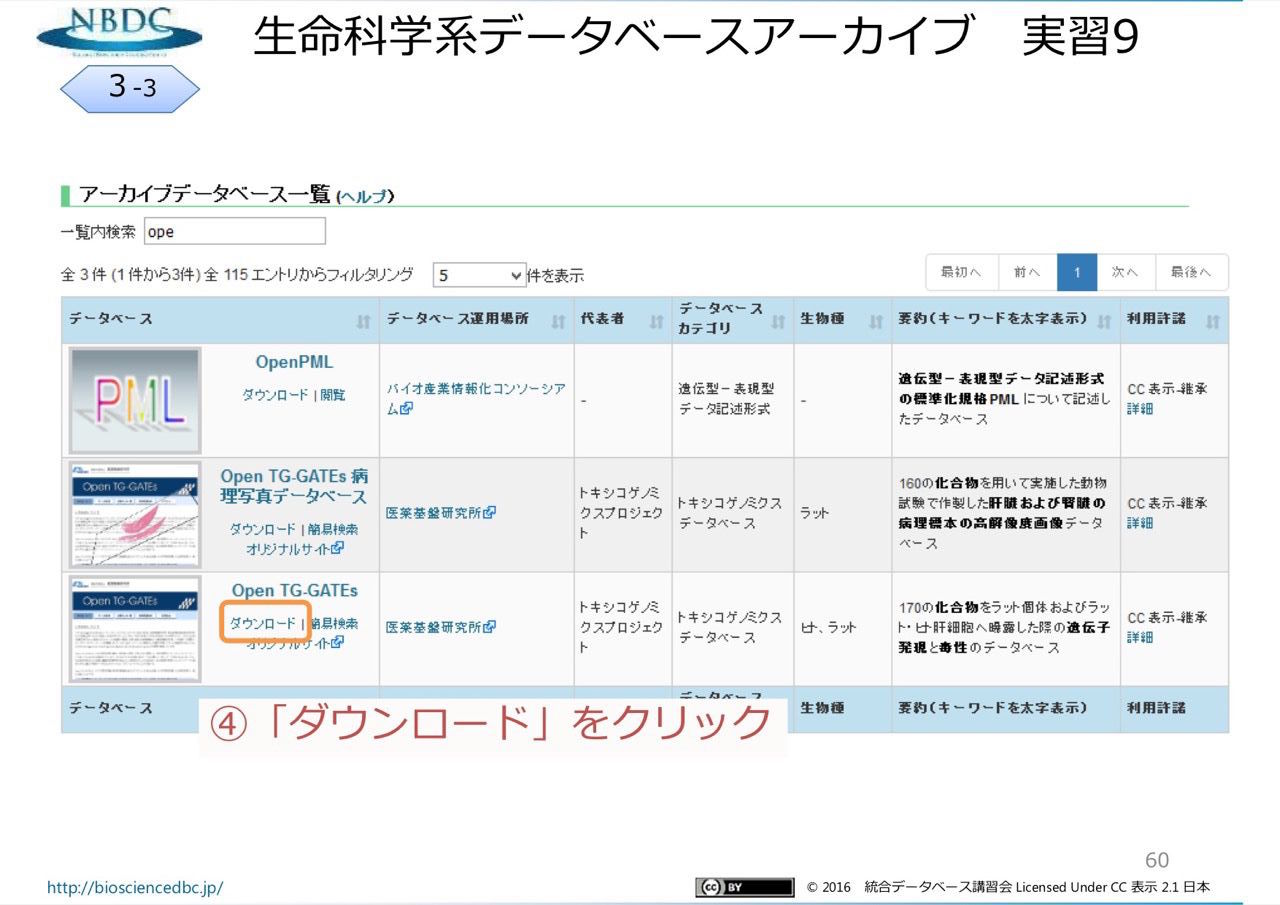 NBDC
生命科学系データベースアーカイブ　実習9
3-3
アーカイブデータベース一覧 (ヘルプ)
一覧内検索 ope
全 3 件 (1 件から3件) 全 115 エントリからフィルタリング 5 件を表示
最初へ 前へ 1 次へ 最後へ
データベース データベース運用場所 代表者 データベース 生物種 要約(キーワードを太字表示) 利用許諾
カテゴリ
PML
OpenPML
ダウンロード | 閲覧
バイオ産業情報化コンソーシア
ム
-
遺伝型－表現型
データ記述形式
-
遺伝型－表現型データ記述形式
の標準化規格PML について記述し
たデータベース
CC 表示-継承
詳細
Open TG-GATEs
Open TG-GATEs 病
理写真データベース
ダウンロード | 簡易検索
オリジナルサイト
医薬基盤研究所
トキシコゲノミ
クスプロジェク
ト
トキシコゲノミクス
データベース
ラット
160の化合物を用いて実施した動物
試験で作製した肝臓および腎臓の
病理標本の高解像度画像データ
ベース
CC 表示-継承
詳細
Open TG-GATEs
Open TG-GATEs
ダウンロード | 簡易検索
オリジナルサイト
医薬基盤研究所
トキシコゲノミ
クスプロジェク
ト
トキシコゲノミクス
データベース
ヒト、ラット
170の化合物をラット個体およびラッ
ト・ヒト肝細胞へ曝露した際の遺伝子
発現と毒性のデータベース
CC 表示-継承
詳細
データベース データベース 生物種 要約(キーワードを太字表示) 利用許諾
④「ダウンロード」をクリック
60
http://biosciencedbc.jp/
cc BY © 2016　統合データベース講習会 Licensed Under CC 表示 2.1 日本